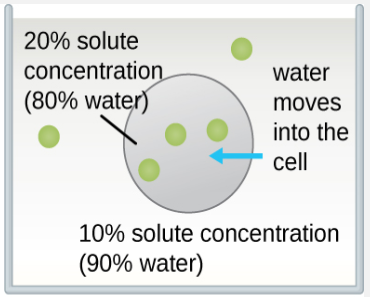 20% solute
concentration
(80% water)
water
moves
into the
cell
10% solute concentration
(90% water)